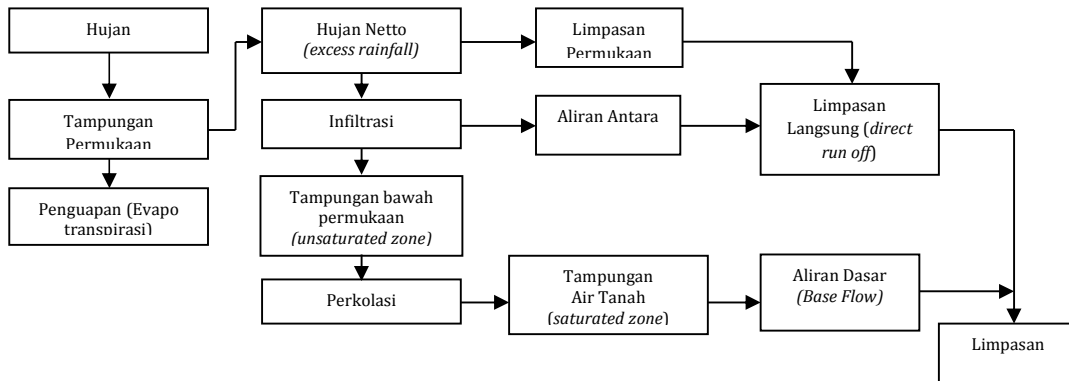 Hujan
Tampungan
Permukaan
Penguapan (Evapo
transpirasi)
Hujan Netto
(excess rainfall)
Infiltrasi
Tampungan bawah
permukaan
(unsaturated zone)
Perkolasi
Limpasan
Permukaan
Aliran Antara
Tampungan
Air Tanah
(saturated zone)
Limpasan
Langsung (direct
run off)
Aliran Dasar
(Base Flow)
Limpasan